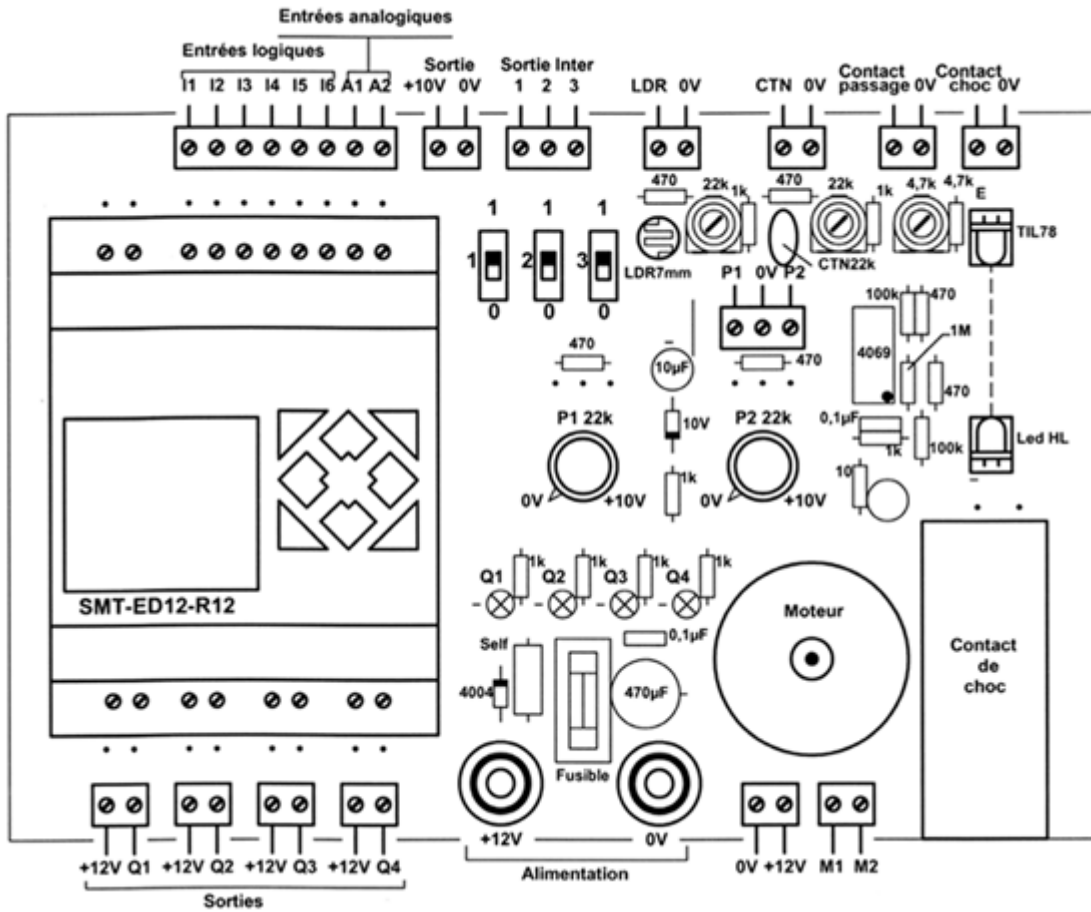 Entrées analogiques
Entrées logiques
Sortie
Sortie Inter
Contact passage
Contact choc
I1 I2 I3 I4 I5 I6 A1 A2
+10V 0V
1 2 3
LDR 0V
CTN 0V
0V
0V
470
22k
1k
470
22k
1k
4,7k
4,7k
E
TIL78
1 1 1
1 2 3
0 0 0
LDR7mm
CTN22k
P1 0V P2
100k
470
1M
4069
470
470
470
10µF
-
0,1µF
1k
100k
Led HL
-
P1 22k
10V
P2 22k
0V
+10V
1k
0V
+10V
10
SMT-ED12-R12
Q1
1k
Q2
1k
Q3
1k
Q4
1k
Moteur
Contact
de
choc
Self
0,1µF
4004
470µF
Fusible
+12V
0V
Alimentation
+12V Q1
+12V Q2
+12V Q3
+12V Q4
Sorties
0V +12V
M1 M2